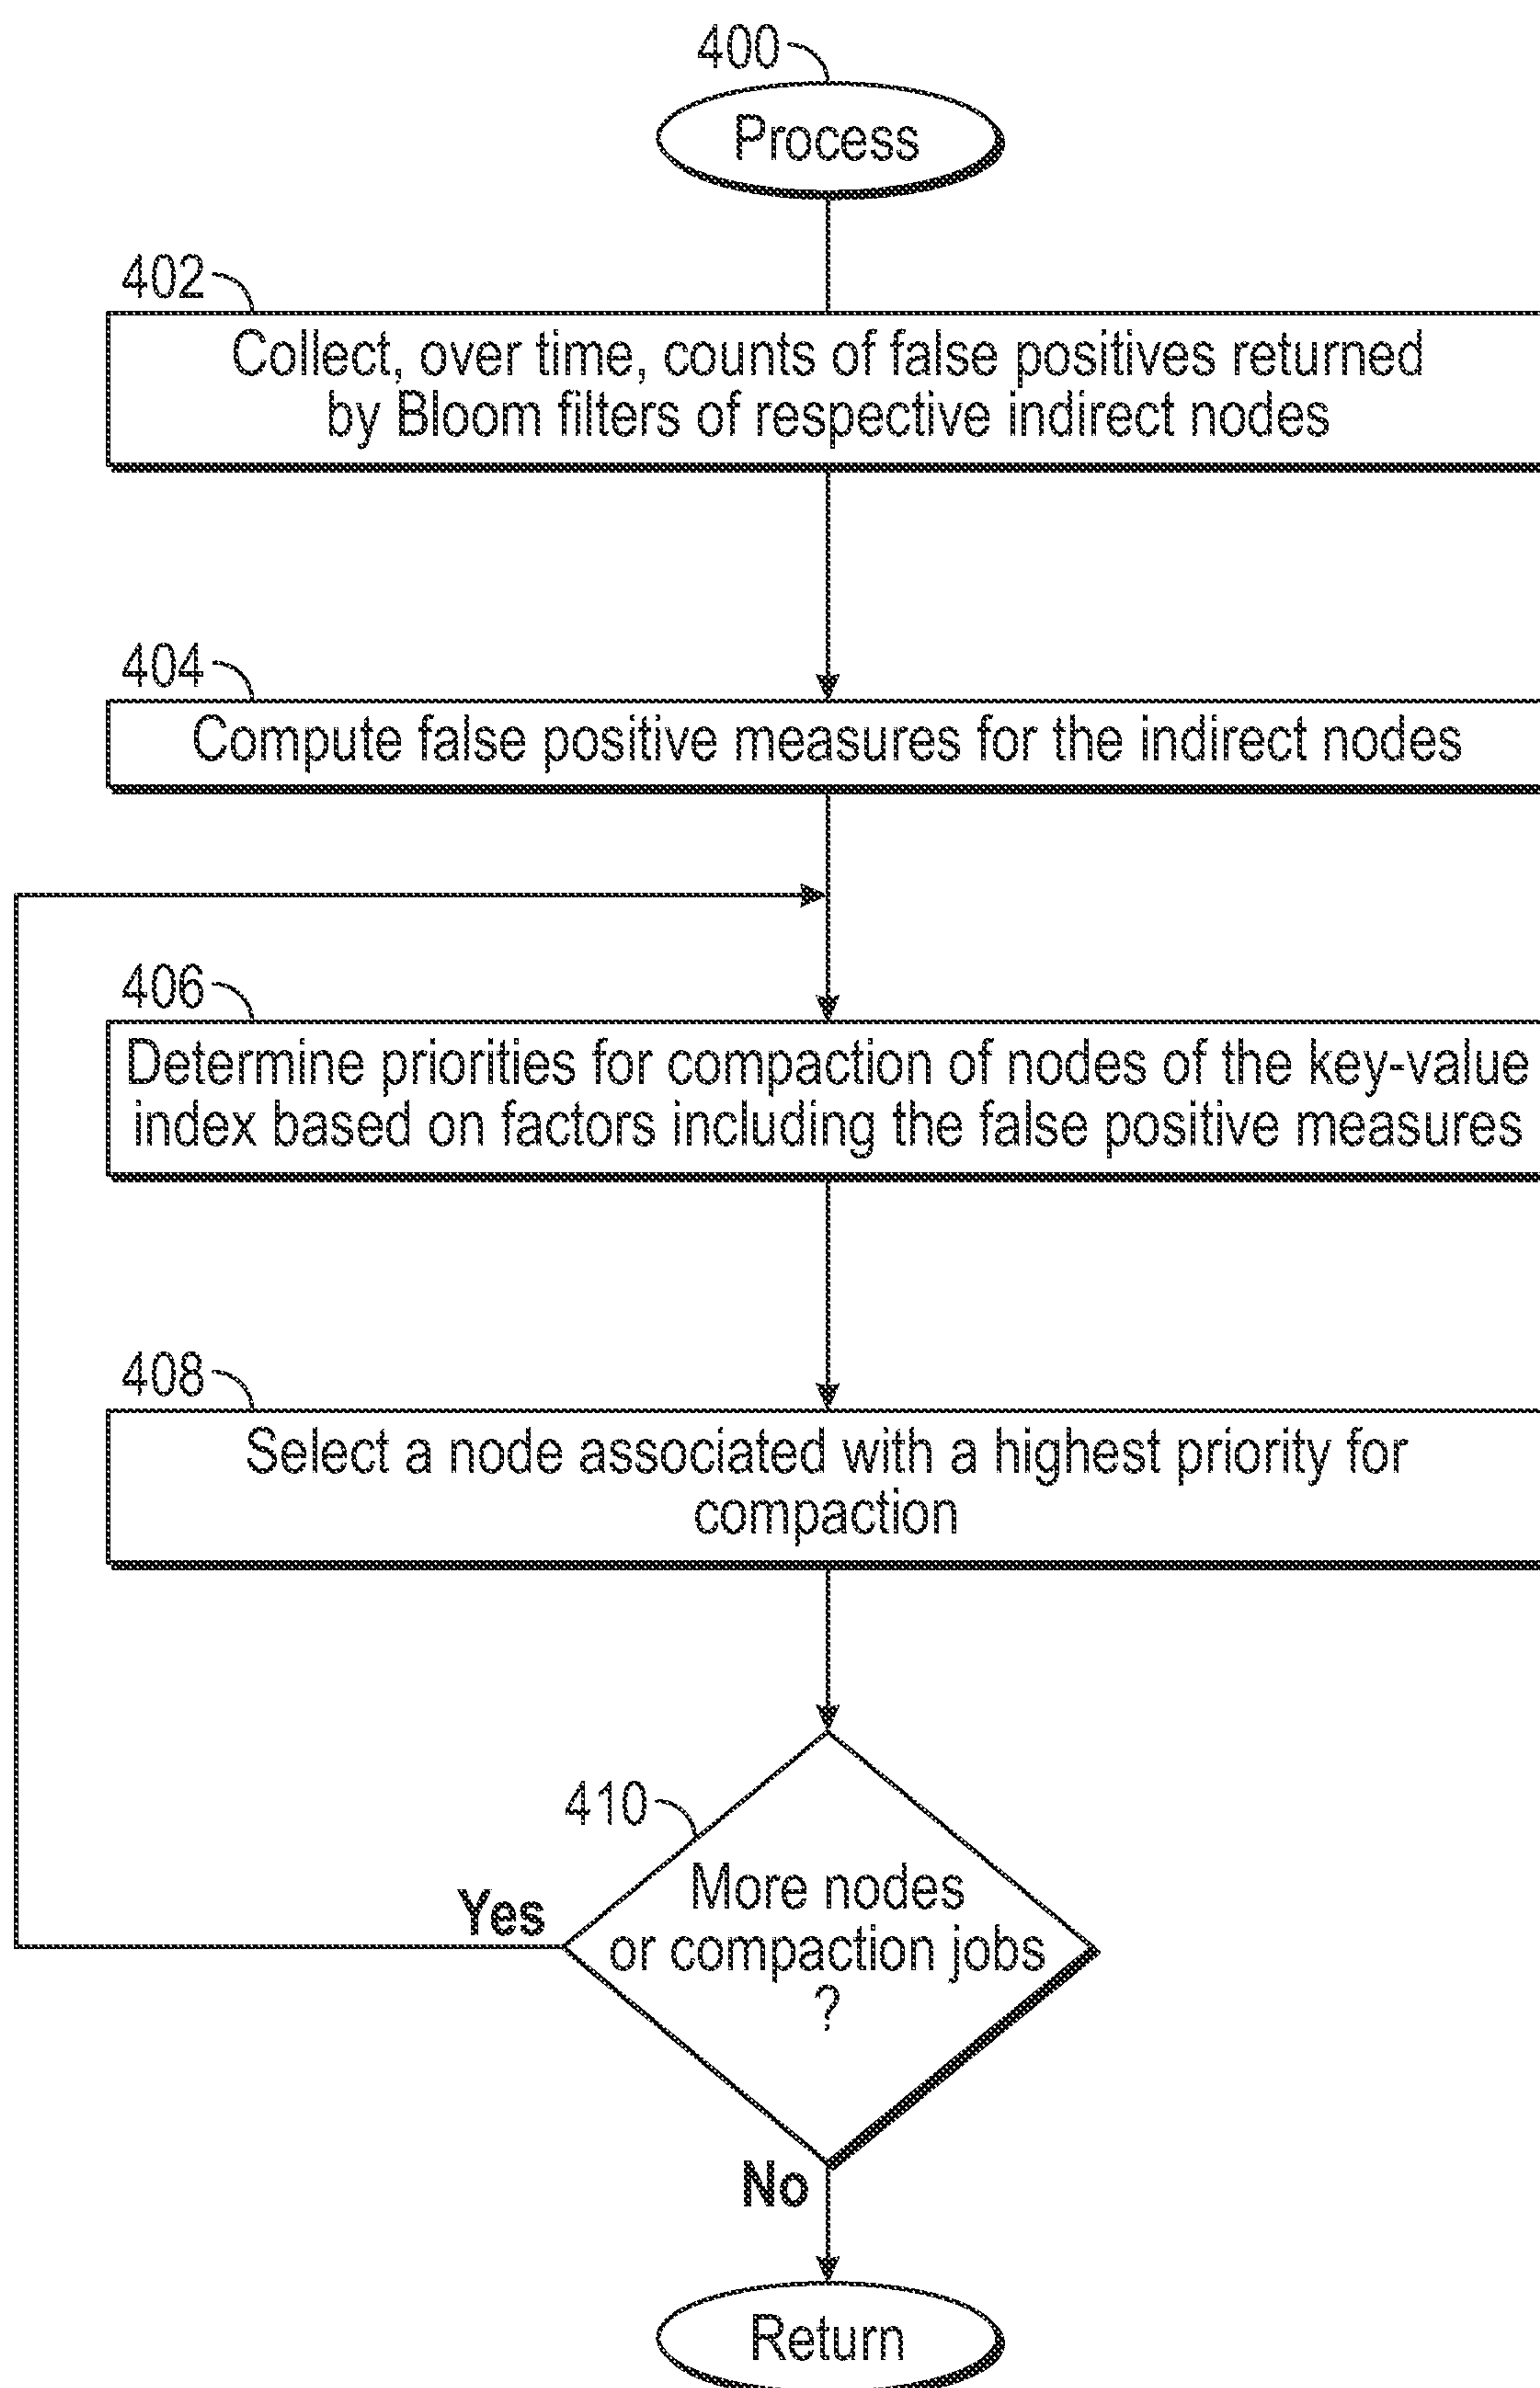 400
Process
402
Collect, over time, counts of false positives returned
by Bloom filters of respective indirect nodes
404
Compute false positive measures for the indirect nodes
406
Determine priorities for compaction of nodes of the key-value
index based on factors including the false positive measures
408
Select a node associated with a highest priority for
compaction
410
More nodes
or compaction jobs
?
Yes
No
Return